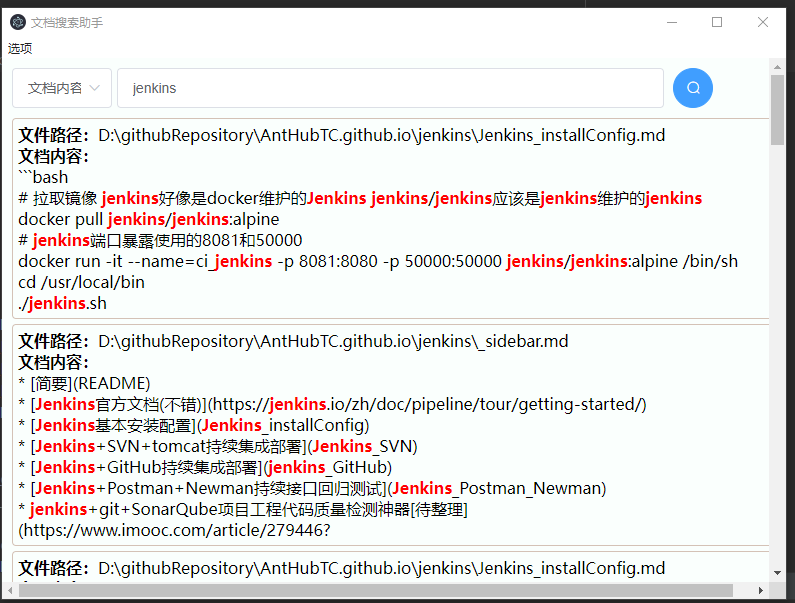 文档搜索助手
选项
文档内容
jenkins
文件路径：D:\githubRepository\AntHubTC.github.io\jenkins\Jenkins_installConfig.md
文档内容：
```bash
# 拉取镜像 jenkins好像是docker维护的Jenkins jenkins/jenkins应该是jenkins维护的jenkins
docker pull jenkins/jenkins:alpine
# jenkins端口暴露使用的8081和50000
docker run -it --name=ci_jenkins -p 8081:8080 -p 50000:50000 jenkins/jenkins:alpine /bin/sh
cd /usr/local/bin
./jenkins.sh
文件路径：D:\githubRepository\AntHubTC.github.io\jenkins\_sidebar.md
文档内容：
* [简要](README)
* [Jenkins官方文档(不错)](https://jenkins.io/zh/doc/pipeline/tour/getting-started/)
* [Jenkins基本安装配置](Jenkins_installConfig)
* [Jenkins+SVN+tomcat持续集成部署](Jenkins_SVN)
* [Jenkins+GitHub持续集成部署](jenkins_GitHub)
* [Jenkins+Postman+Newman持续接口回归测试](Jenkins_Postman_Newman)
* jenkins+git+SonarQube项目工程代码质量检测神器[待整理]
(https://www.imooc.com/article/279446?
文件路径：D:\githubRepository\AntHubTC.github.io\jenkins\Jenkins_installConfig.md